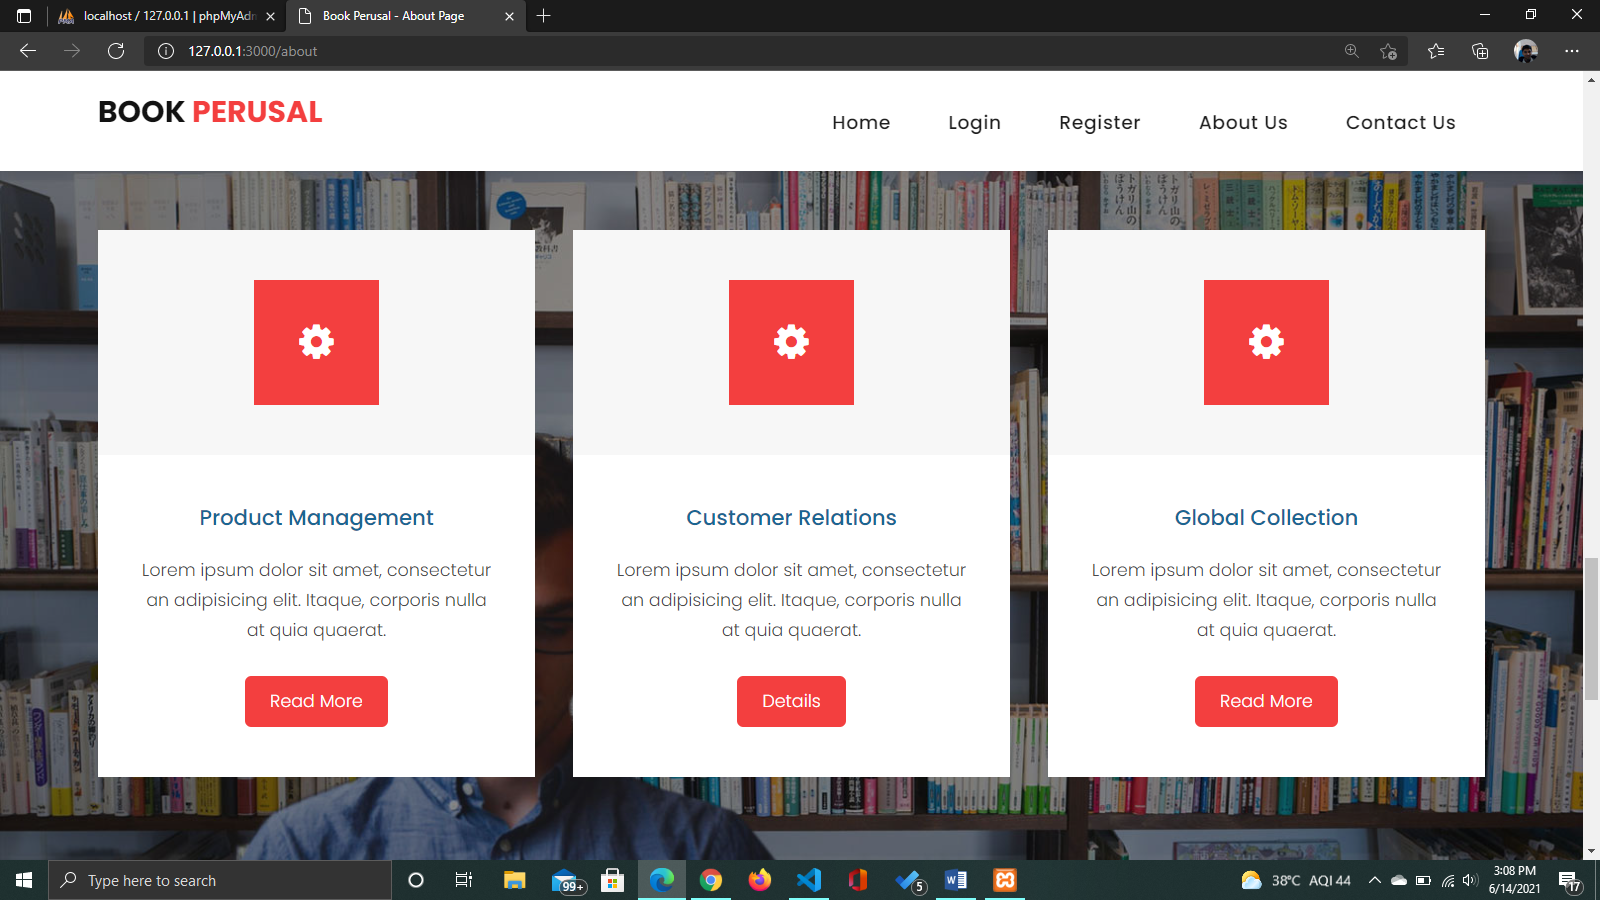 localhost / 127.0.0.1 | phpMyAdm
Book Perusal - About Page
127.0.0.1:3000/about
BOOK PERUSAL
Home
Login
Register
About Us
Contact Us
Product Management
Lorem ipsum dolor sit amet, consectetur
an adipisicing elit. Itaque, corporis nulla
at quia quaerat.
Read More
Customer Relations
Lorem ipsum dolor sit amet, consectetur
an adipisicing elit. Itaque, corporis nulla
at quia quaerat.
Details
Global Collection
Lorem ipsum dolor sit amet, consectetur
an adipisicing elit. Itaque, corporis nulla
at quia quaerat.
Read More
Type here to search
99+
5
38°C AQI 44
3:08 PM
6/14/2021
17